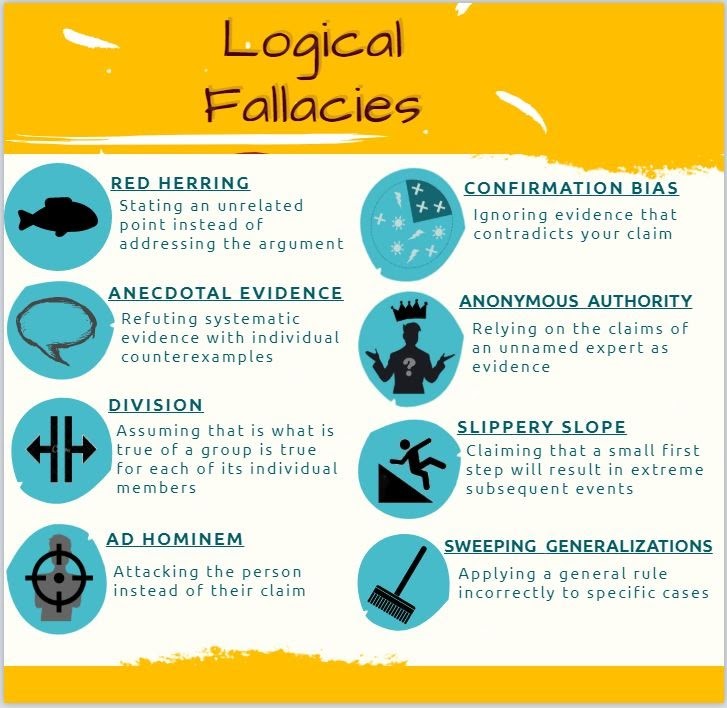 Logical
Fallacies
RED HERRING
Stating an unrelated
point instead of
addressing the argument
ANECDOTAL EVIDENCE
Refuting systematic
evidence with individual
counterexamples
DIVISION
Assuming that is what is
true of a group is true
for each of its individual
members
AD HOMINEM
Attacking the person
instead of their claim
CONFIRMATION BIAS
Ignoring evidence that
contradicts your claim
ANONYMOUS AUTHORITY
?
Relying on the claims of
an unnamed expert as
evidence
SLIPPERY SLOPE
Claiming that a small first
step will result in extreme
subsequent events
SWEEPING GENERALIZATIONS
Applying a general rule
incorrectly to specific cases